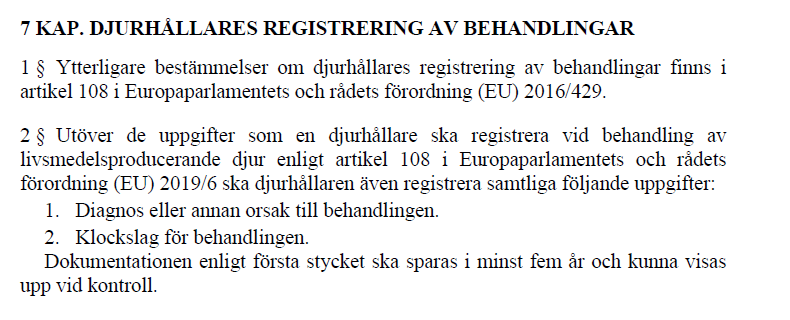 7 KAP. DJURHÅLLARES REGISTRERING AV BEHANDLINGAR
1 § Ytterligare bestämmelser om djurhållares registrering av behandlingar finns i
artikel 108 i Europaparlamentets och rådets förordning (EU) 2016/429.
2 § Utöver de uppgifter som en djurhållare ska registrera vid behandling av
livsmedelsproducerande djur enligt artikel 108 i Europaparlamentets och rådets
förordning (EU) 2019/6 ska djurhållaren även registrera samtliga följande uppgifter:
1. Diagnos eller annan orsak till behandlingen.
2. Klockslag för behandlingen.
Dokumentationen enligt första stycket ska sparas i minst fem år och kunna visas
upp vid kontroll.